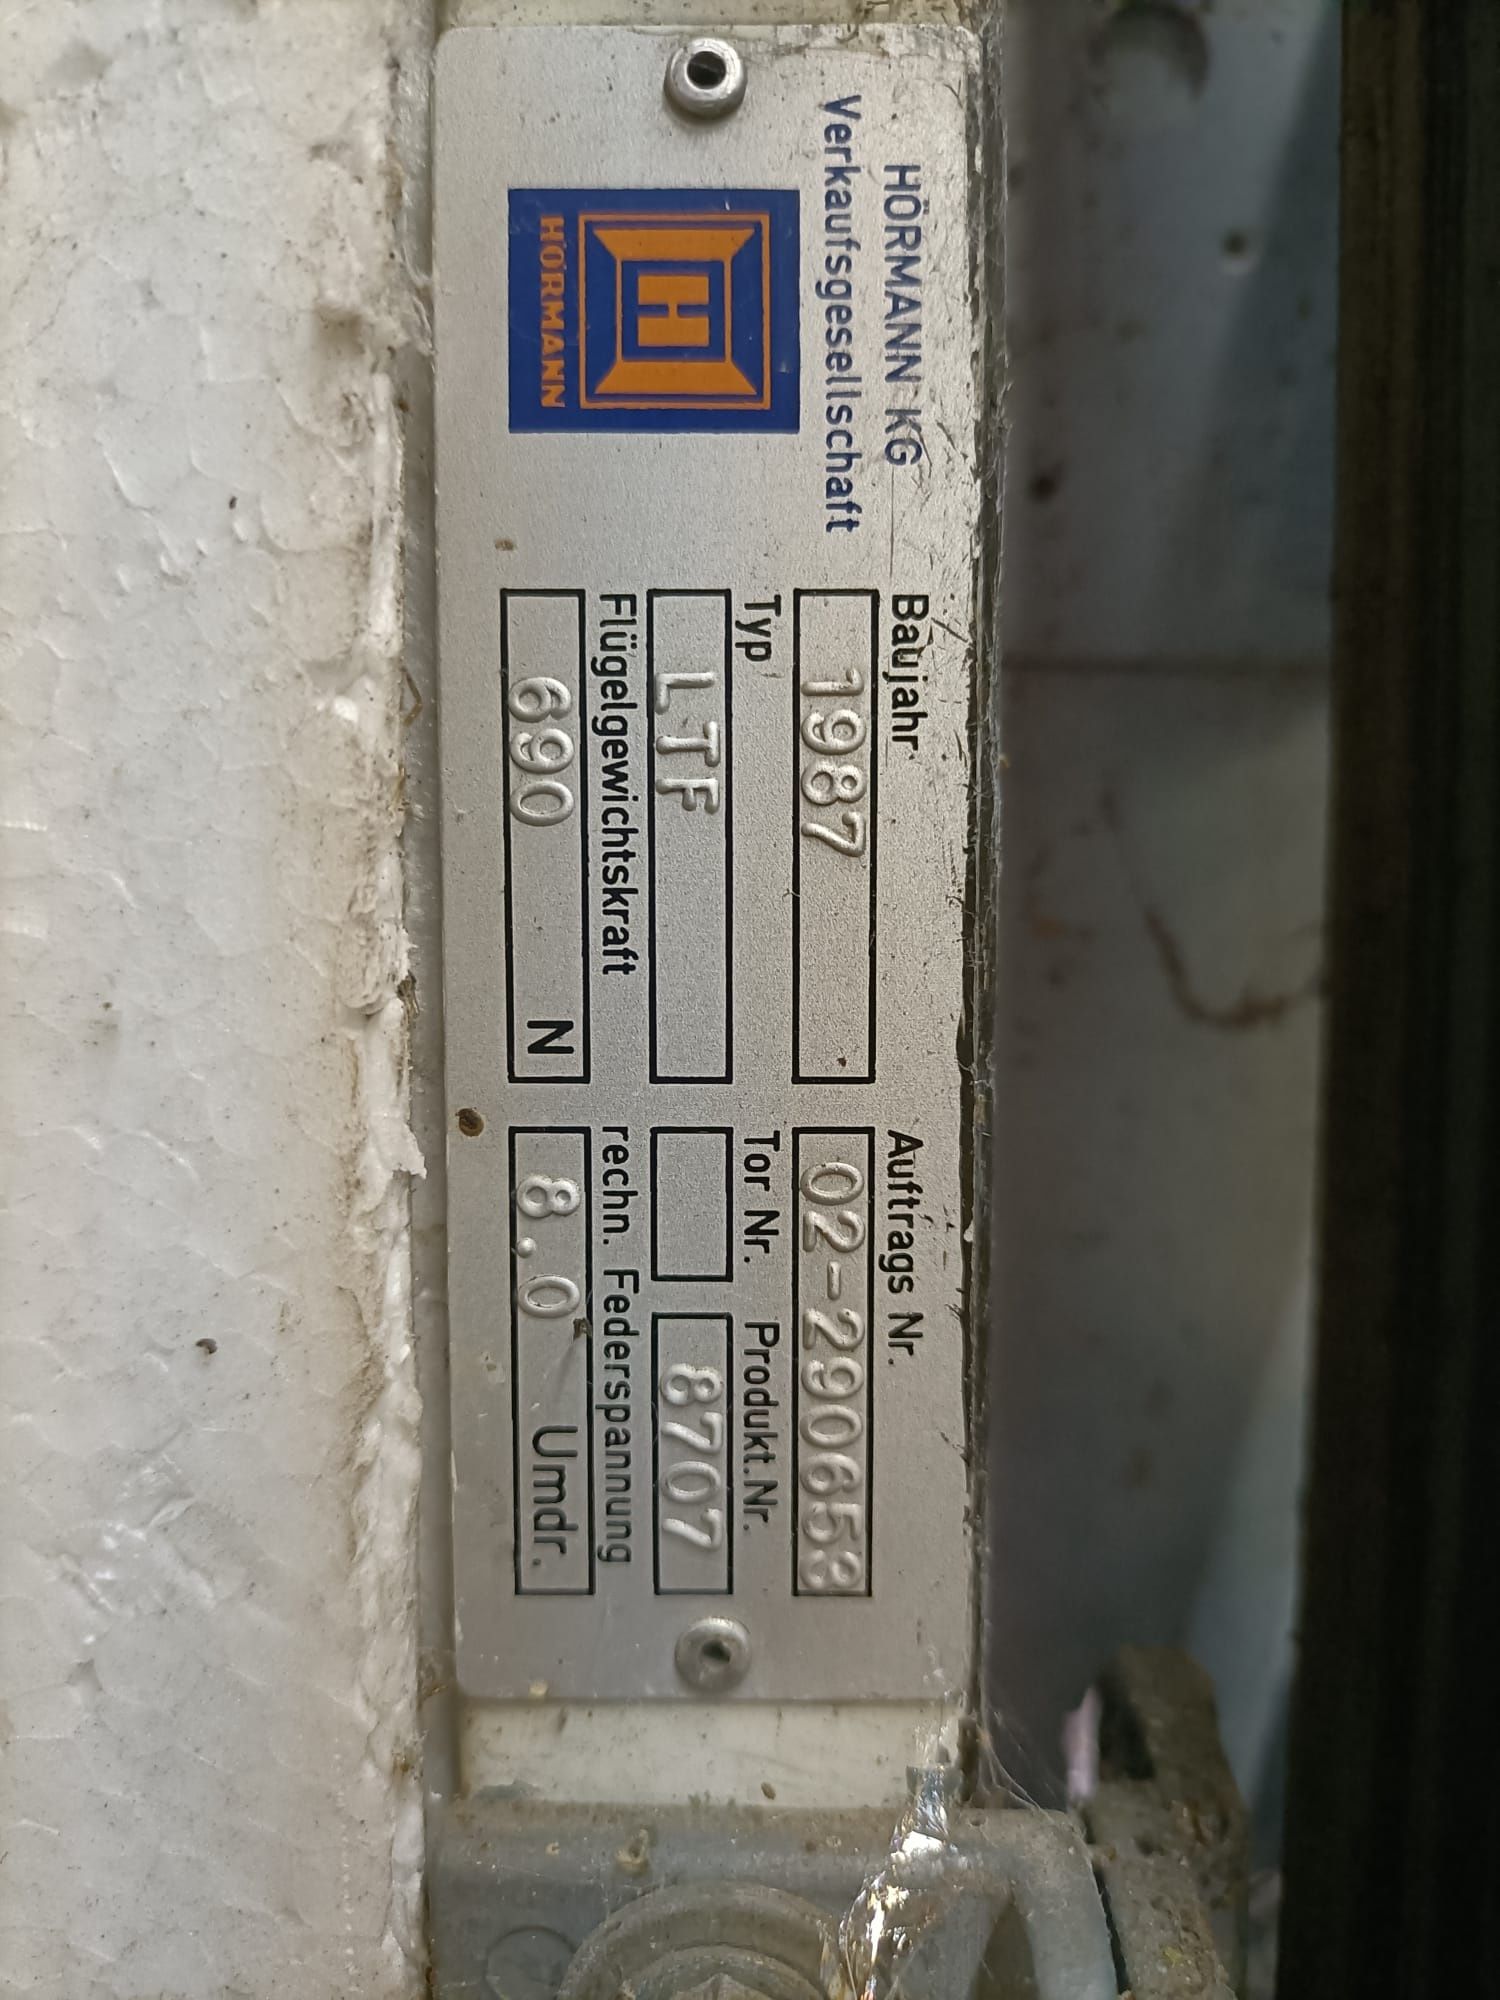 HÖRMANN KG
Verkaufsgesellschaft
HÖRMANN
Baujahr
1987
Typ
LTF
Flügelgewichtskraft
690 N
Auftrags Nr.
02-2906582
Tor Nr. Produkt.Nr.
8707
rechn. Federspannung
8.0 Umdr.